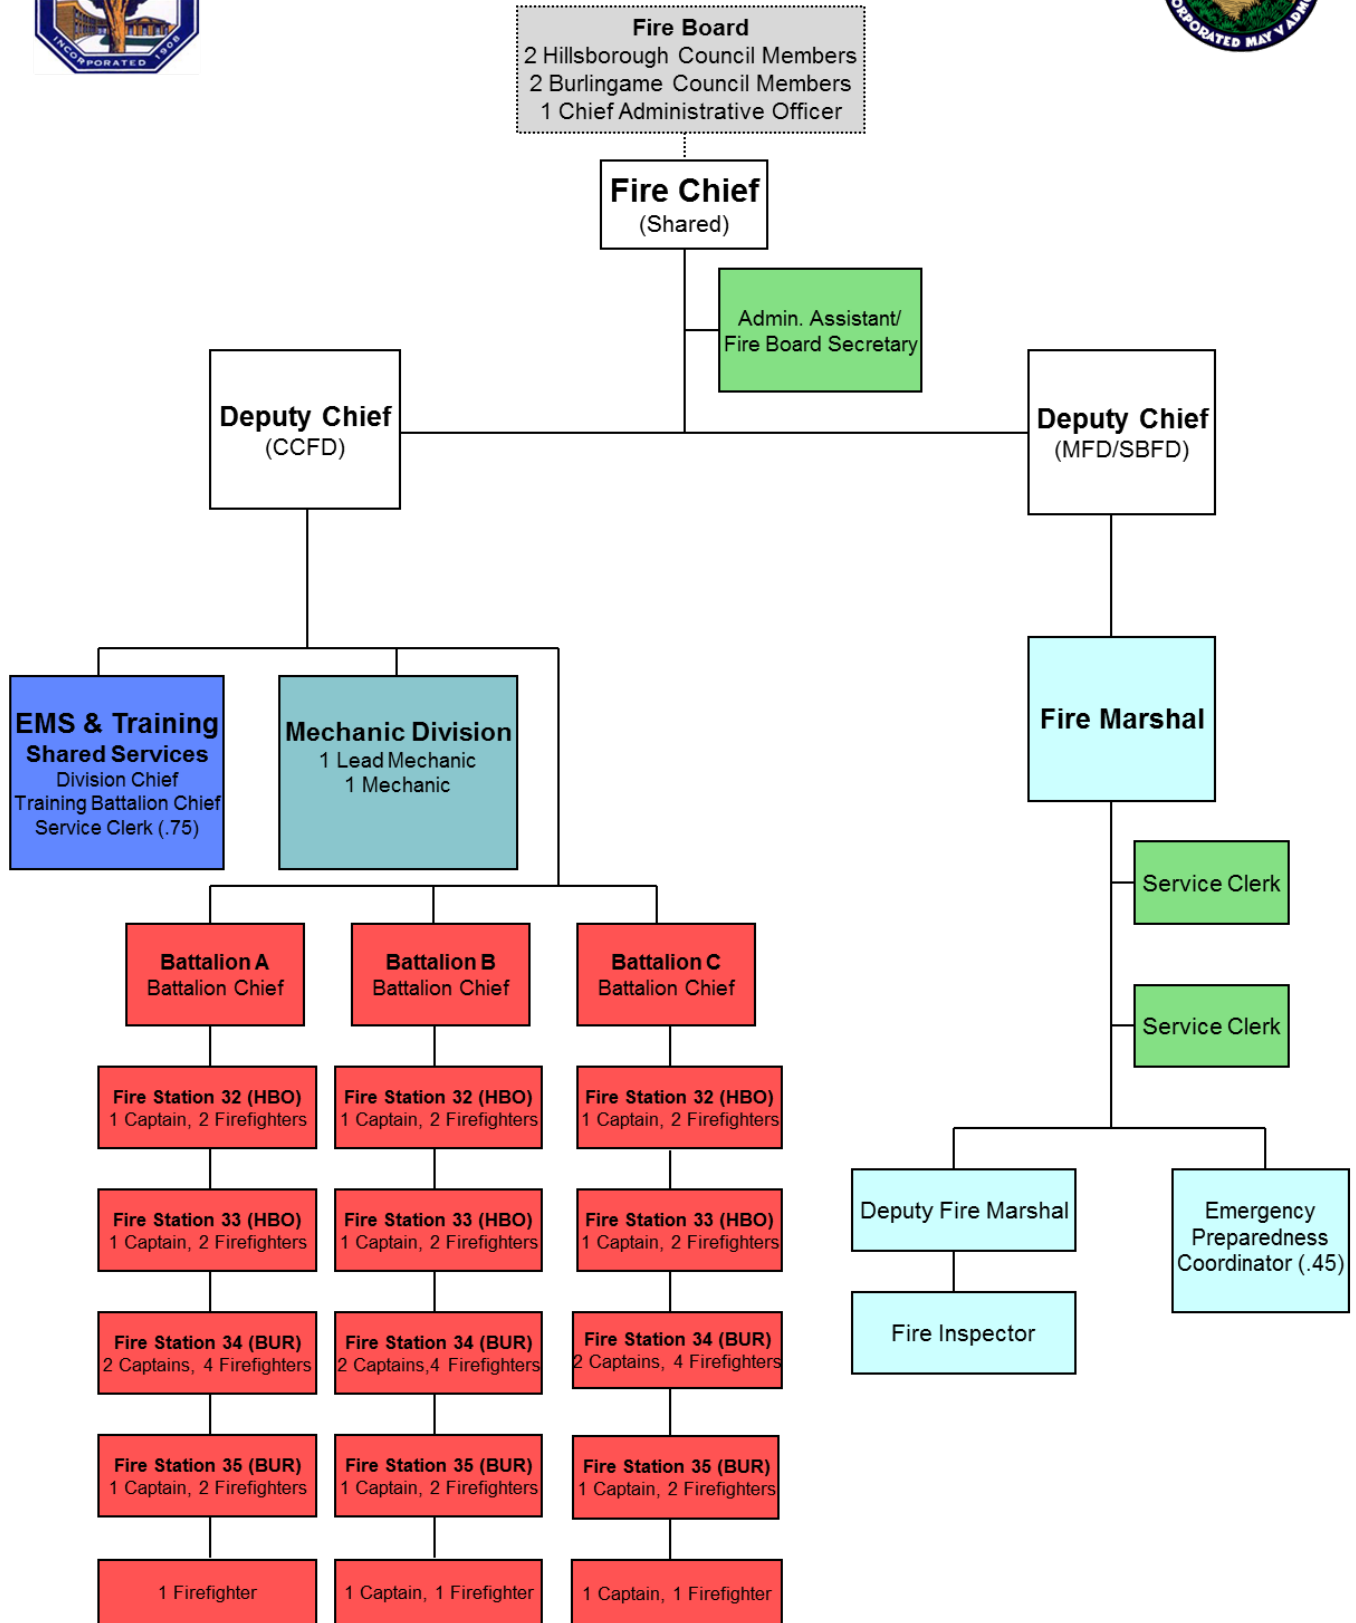 INCORPORATED 1908
Fire Board
2 Hillsborough Council Members
2 Burlingame Council Members
1 Chief Administrative Officer
Fire Chief
(Shared)
Admin. Assistant/
Fire Board Secretary
Deputy Chief
(CCFD)
Deputy Chief
(MFD/SBFD)
EMS & Training
Shared Services
Division Chief
Training Battalion Chief
Service Clerk (.75)
Mechanic Division
1 Lead Mechanic
1 Mechanic
Fire Marshal
Service Clerk
Service Clerk
Battalion A
Battalion Chief
Battalion B
Battalion Chief
Battalion C
Battalion Chief
Fire Station 32 (HBO)
1 Captain, 2 Firefighters
Fire Station 32 (HBO)
1 Captain, 2 Firefighters
Fire Station 32 (HBO)
1 Captain, 2 Firefighters
Fire Station 33 (HBO)
1 Captain, 2 Firefighters
Fire Station 33 (HBO)
1 Captain, 2 Firefighters
Fire Station 33 (HBO)
1 Captain, 2 Firefighters
Fire Station 34 (BUR)
2 Captains, 4 Firefighters
Fire Station 34 (BUR)
2 Captains,4 Firefighters
Fire Station 34 (BUR)
2 Captains, 4 Firefighters
Fire Station 35 (BUR)
1 Captain, 2 Firefighters
Fire Station 35 (BUR)
1 Captain, 2 Firefighters
Fire Station 35 (BUR)
1 Captain, 2 Firefighters
1 Firefighter
1 Captain, 1 Firefighter
1 Captain, 1 Firefighter
Deputy Fire Marshal
Fire Inspector
Emergency
Preparedness
Coordinator (.45)